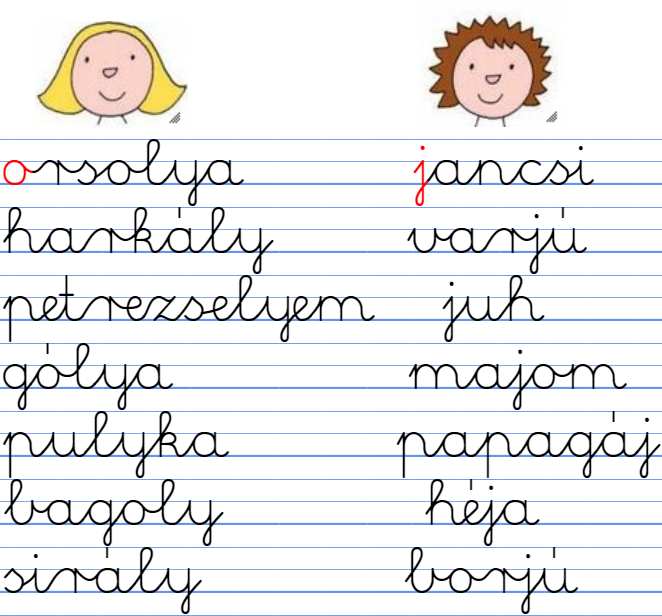 orsolya jancsi
harkály varjú
petrezselyem juh
gólya majom
pulyka papagáj
bagoly héja
sirály borjú